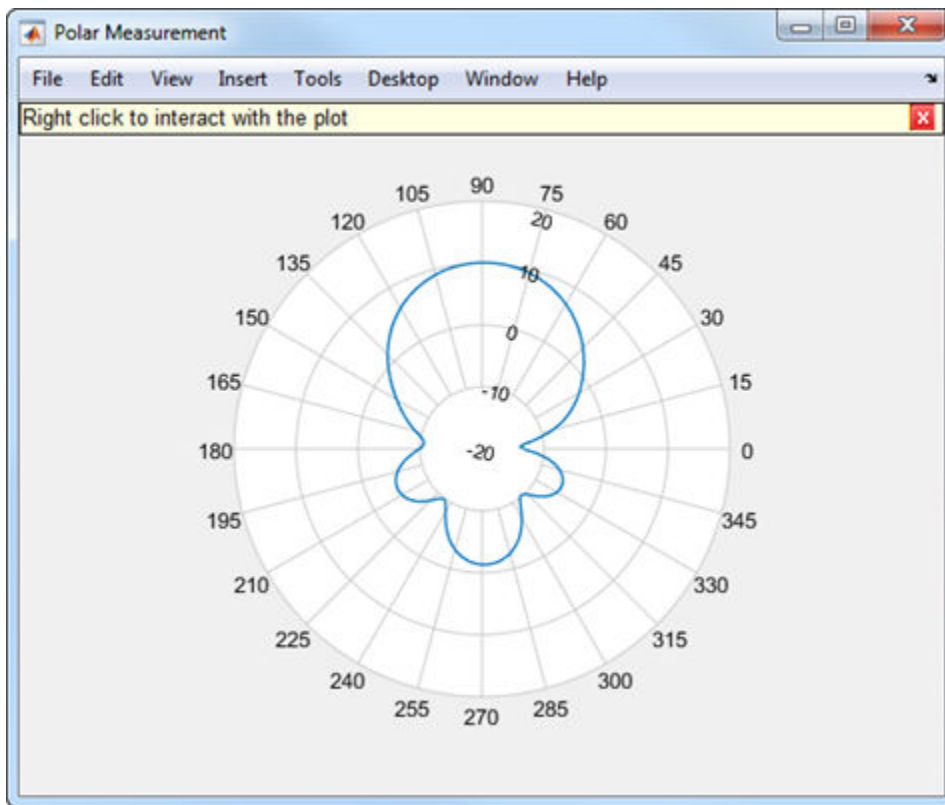 Polar Measurement
File Edit View Insert Tools Desktop Window Help
Right click to interact with the plot
90
105 75
120 20 60
135 45
10
150 30
0
165 15
-10
180 -20 0
195 345
210 330
225 315
240 300
255 285
270